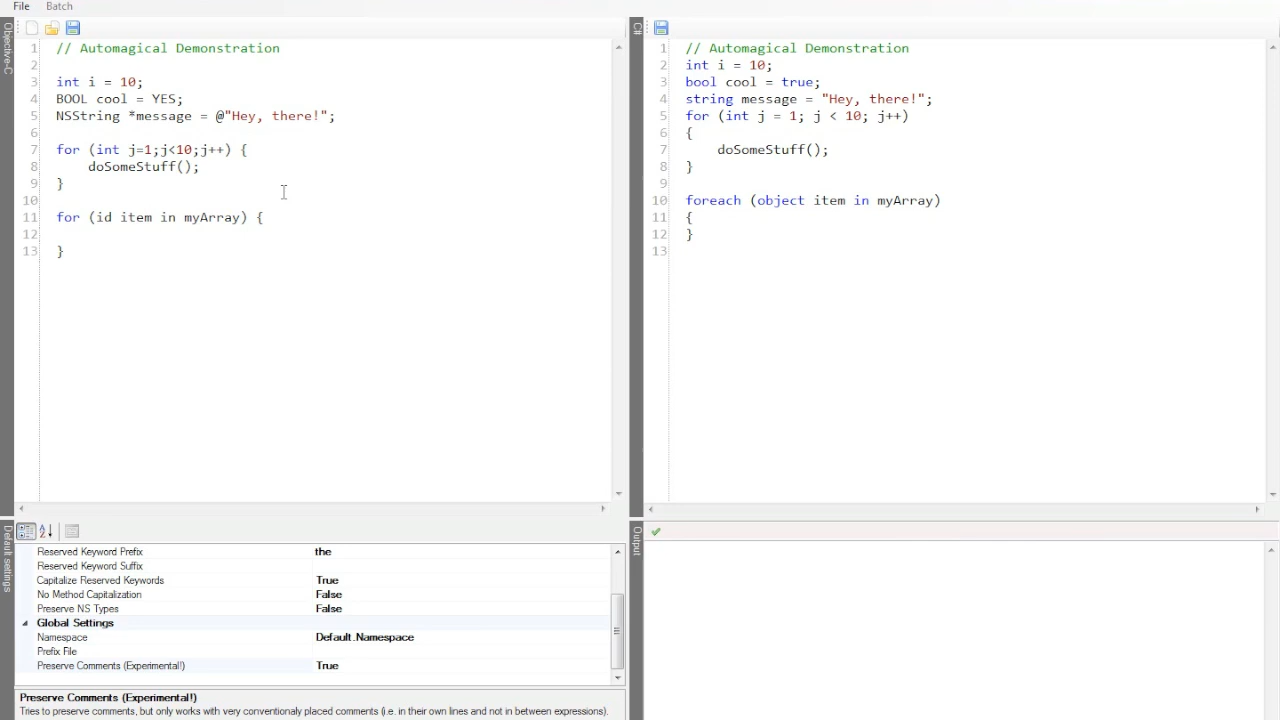 File Batch
Objective-C
1 // Automagical Demonstration
2
3 int i = 10;
4 BOOL cool = YES;
5 NSString *message = @"Hey, there!";
6
7 for (int j=1;j<10;j++) {
8 doSomeStuff();
9 }
10
11 for (id item in myArray) {
12
13 }
C#
1 // Automagical Demonstration
2 int i = 10;
3 bool cool = true;
4 string message = "Hey, there!";
5 for (int j = 1; j < 10; j++)
6 {
7 doSomeStuff();
8 }
9
10 foreach (object item in myArray)
11 {
12 }
13
Default settings
Reserved Keyword Prefix the
Reserved Keyword Suffix
Capitalize Reserved Keywords True
No Method Capitalization False
Preserve NS Types False
Global Settings
Namespace Default.Namespace
Prefix File
Preserve Comments (Experimental!) True
Preserve Comments (Experimental!)
Tries to preserve comments, but only works with very conventionaly placed comments (i.e. in their own lines and not in between expressions).
Output